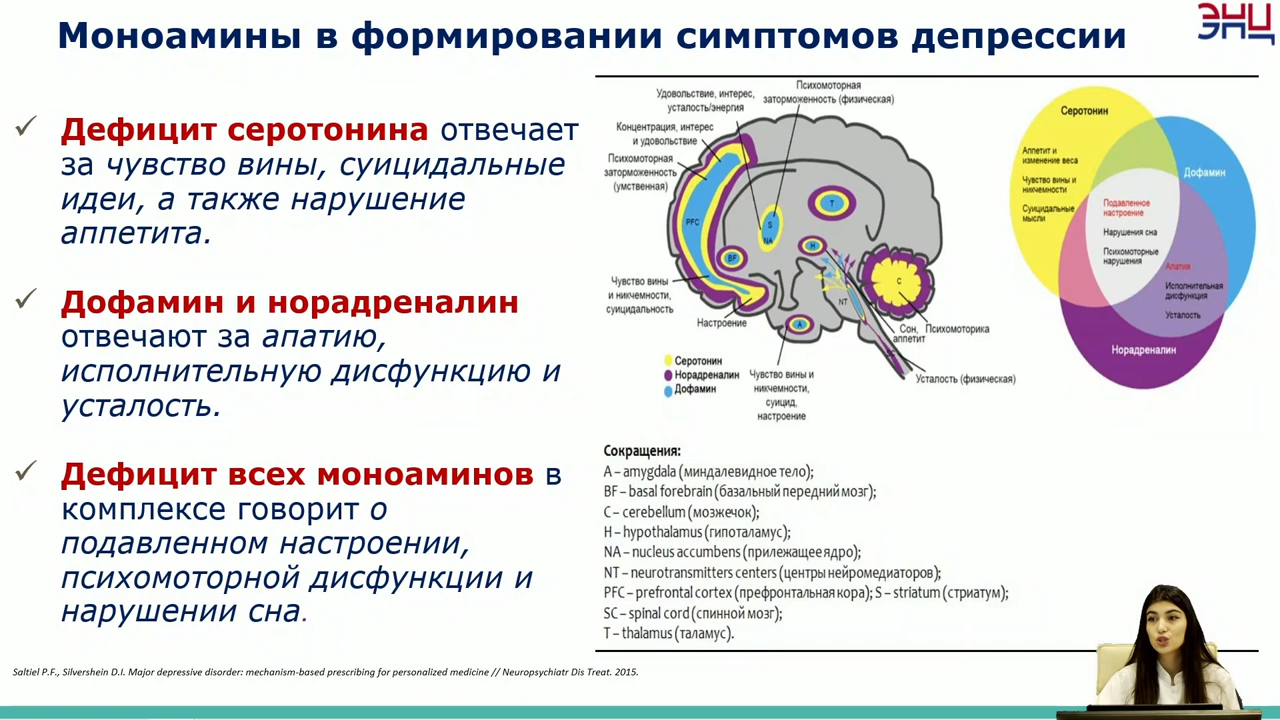 Моноамины в формировании симптомов депрессии
ЭНЦ
Дефицит серотонина отвечает
за чувство вины, суицидальные
идеи, а также нарушение
аппетита.
Дофамин и норадреналин
отвечают за апатию,
исполнительную дисфункцию и
усталость.
Дефицит всех моноаминов в
комплексе говорит о
подавленном настроении,
психомоторной дисфункции и
нарушении сна.
Удовольствие, интерес,
усталость/энергия
Психомоторная
заторможенность (физическая)
Концентрация, интерес
и удовольствие
Психомоторная
заторможенность
(умственная)
PFC
S
NA
T
BF
H
C
NT
A
Чувство вины
и никчемности,
суицидальность
Настроение
Сон,
аппетит
Психомоторика
Усталость (физическая)
Чувство вины и
никчемности,
суицид,
настроение
Серотонин
Норадреналин
Дофамин
Серотонин
Аппетит и
изменение веса
Чувство вины и
никчемности
Суицидальные
мысли
Дофамин
Подавленное
настроение
Нарушения сна
Психомоторные
нарушения
Апатия
Исполнительная
дисфункция
Усталость
Норадреналин
Сокращения:
A – amygdala (миндалевидное тело);
BF – basal forebrain (базальный передний мозг);
C – cerebellum (мозжечок);
H – hypothalamus (гипоталамус);
NA – nucleus accumbens (прилежащее ядро);
NT – neurotransmitters centers (центры нейромедиаторов);
PFC – prefrontal cortex (префронтальная кора); S – striatum (стриатум);
SC – spinal cord (спинной мозг);
T – thalamus (таламус).
Saltiel P.F., Silvershein D.I. Major depressive disorder: mechanism-based prescribing for personalized medicine // Neuropsychiatr Dis Treat. 2015.